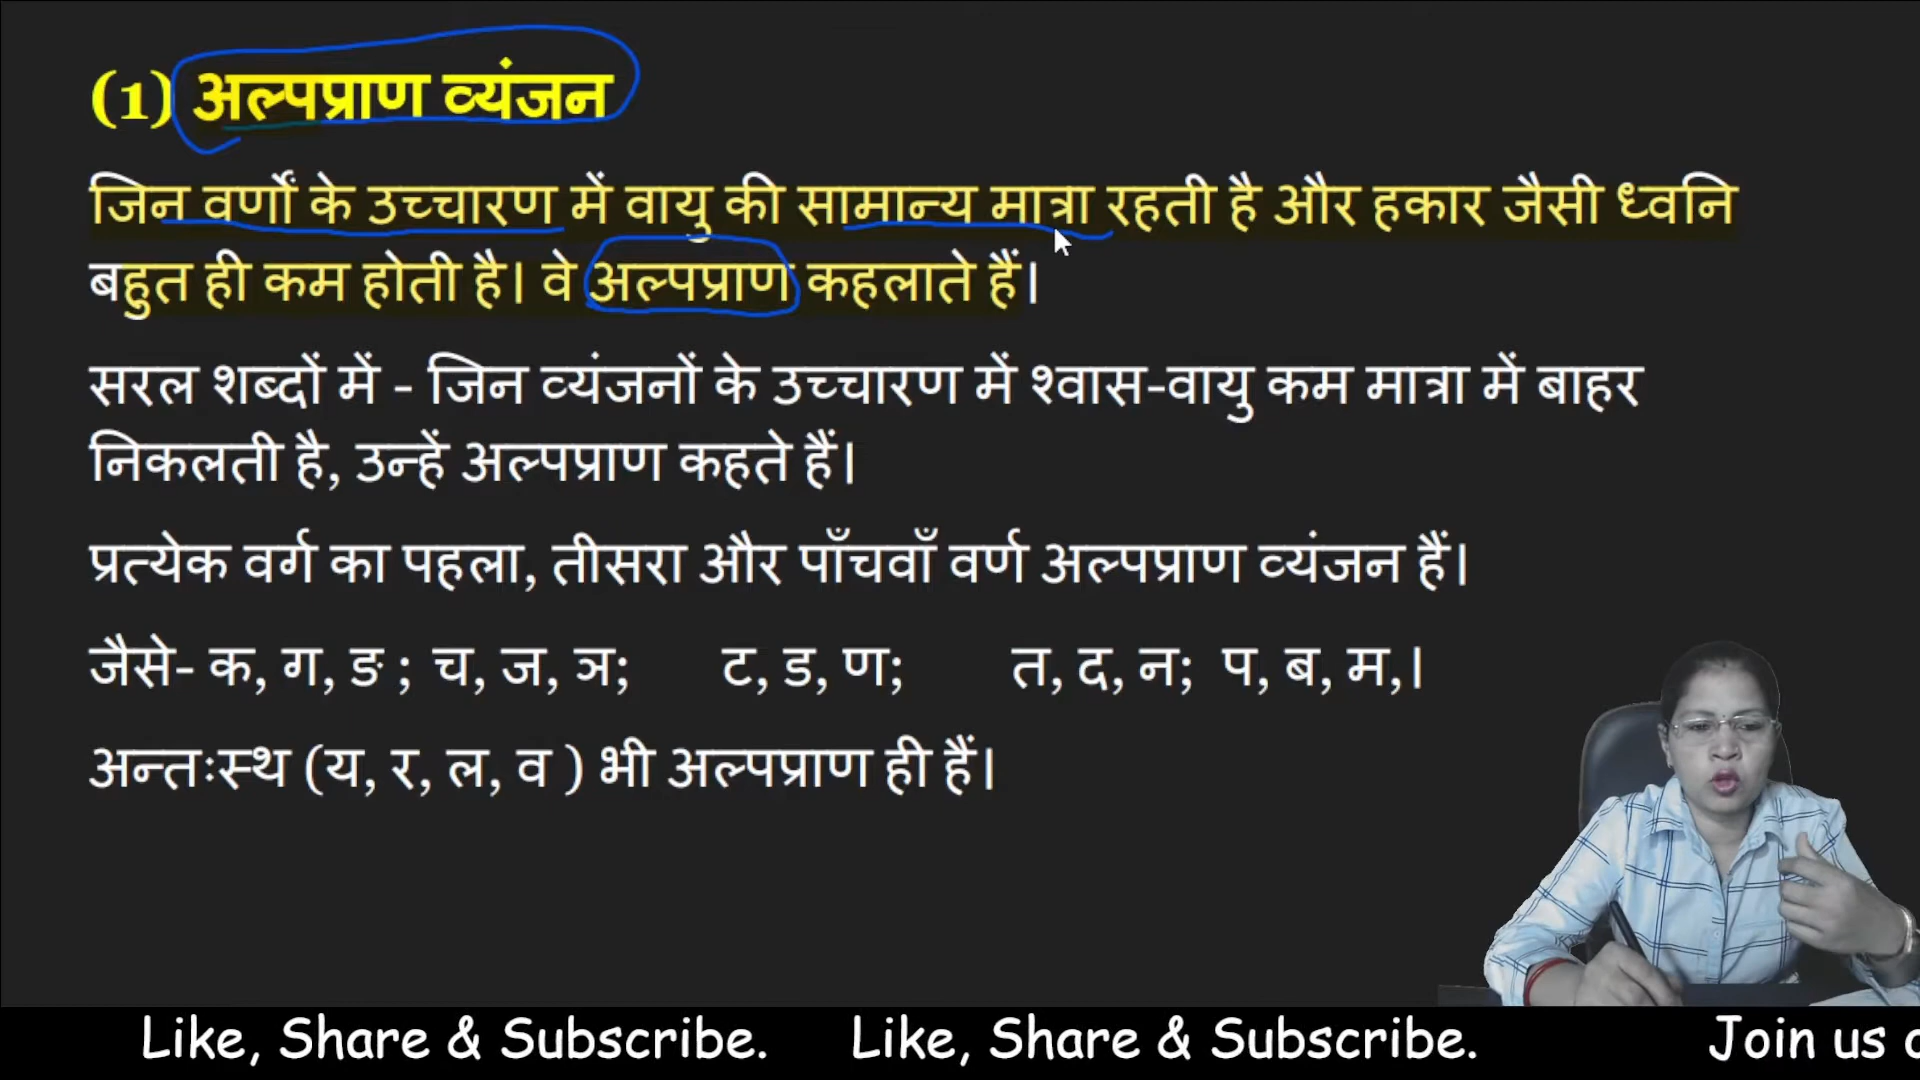 (1) अल्पप्राण व्यंजन
जिन वर्णों के उच्चारण में वायु की सामान्य मात्रा रहती है और हकार जैसी ध्वनि
बहुत ही कम होती है। वे अल्पप्राण कहलाते हैं।
सरल शब्दों में - जिन व्यंजनों के उच्चारण में श्वास-वायु कम मात्रा में बाहर
निकलती है, उन्हें अल्पप्राण कहते हैं।
प्रत्येक वर्ग का पहला, तीसरा और पाँचवाँ वर्ण अल्पप्राण व्यंजन हैं।
जैसे- क, ग, ङ ; च, ज, ञ; ट, ड, ण; त, द, न; प, ब, म,।
अन्तःस्थ (य, र, ल, व ) भी अल्पप्राण ही हैं।
Like, Share & Subscribe. Like, Share & Subscribe. Join us